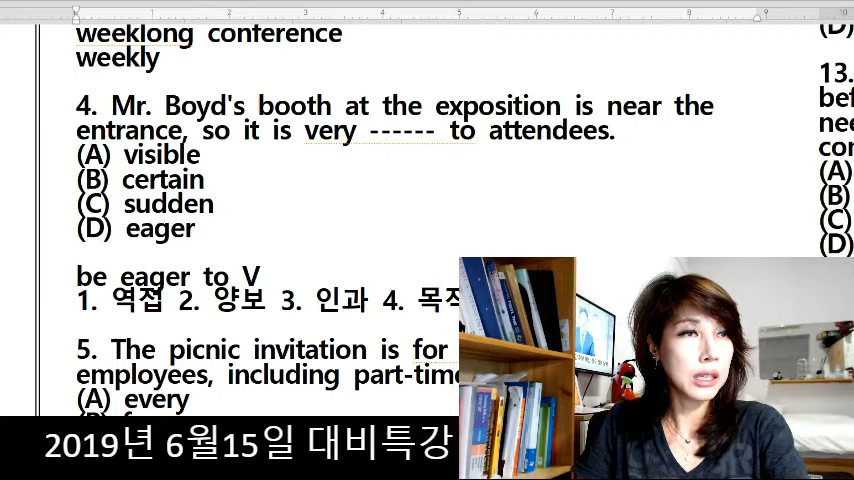 weeklong conference
weekly
4. Mr. Boyd's booth at the exposition is near the
entrance, so it is very ------ to attendees.
(A) visible
(B) certain
(C) sudden
(D) eager
be eager to V
1. 역접 2. 양보 3. 인과 4. 목적
5. The picnic invitation is for
employees, including part-time
(A) every
2019년 6월15일 대비특강
(D)
13.
(A)
(B)
(C)
(D)